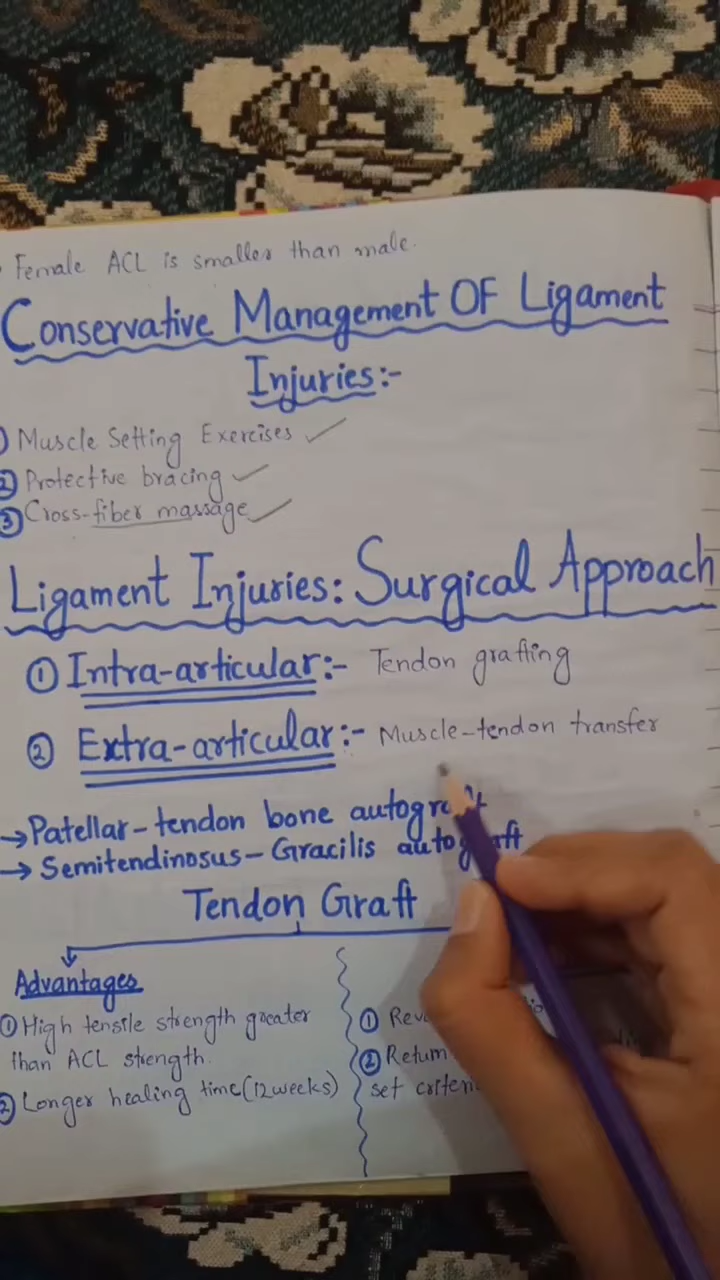 Female ACL is smaller than male.
Conservative Management OF Ligament
Injuries:-
Muscle Setting Exercises ✓
② Protective bracing ✓
③ Cross-fiber massage ✓
Ligament Injuries: Surgical Approach
① Intra-articular:- Tendon grafting
② Extra-articular:- Muscle-tendon transfer
→ Patellar-tendon bone autograft
→ Semitendinosus-Gracilis autograft
Tendon Graft
Advantages
① High tensile strength greater
than ACL strength.
② Longer healing time (12 weeks)
①
② Return
set